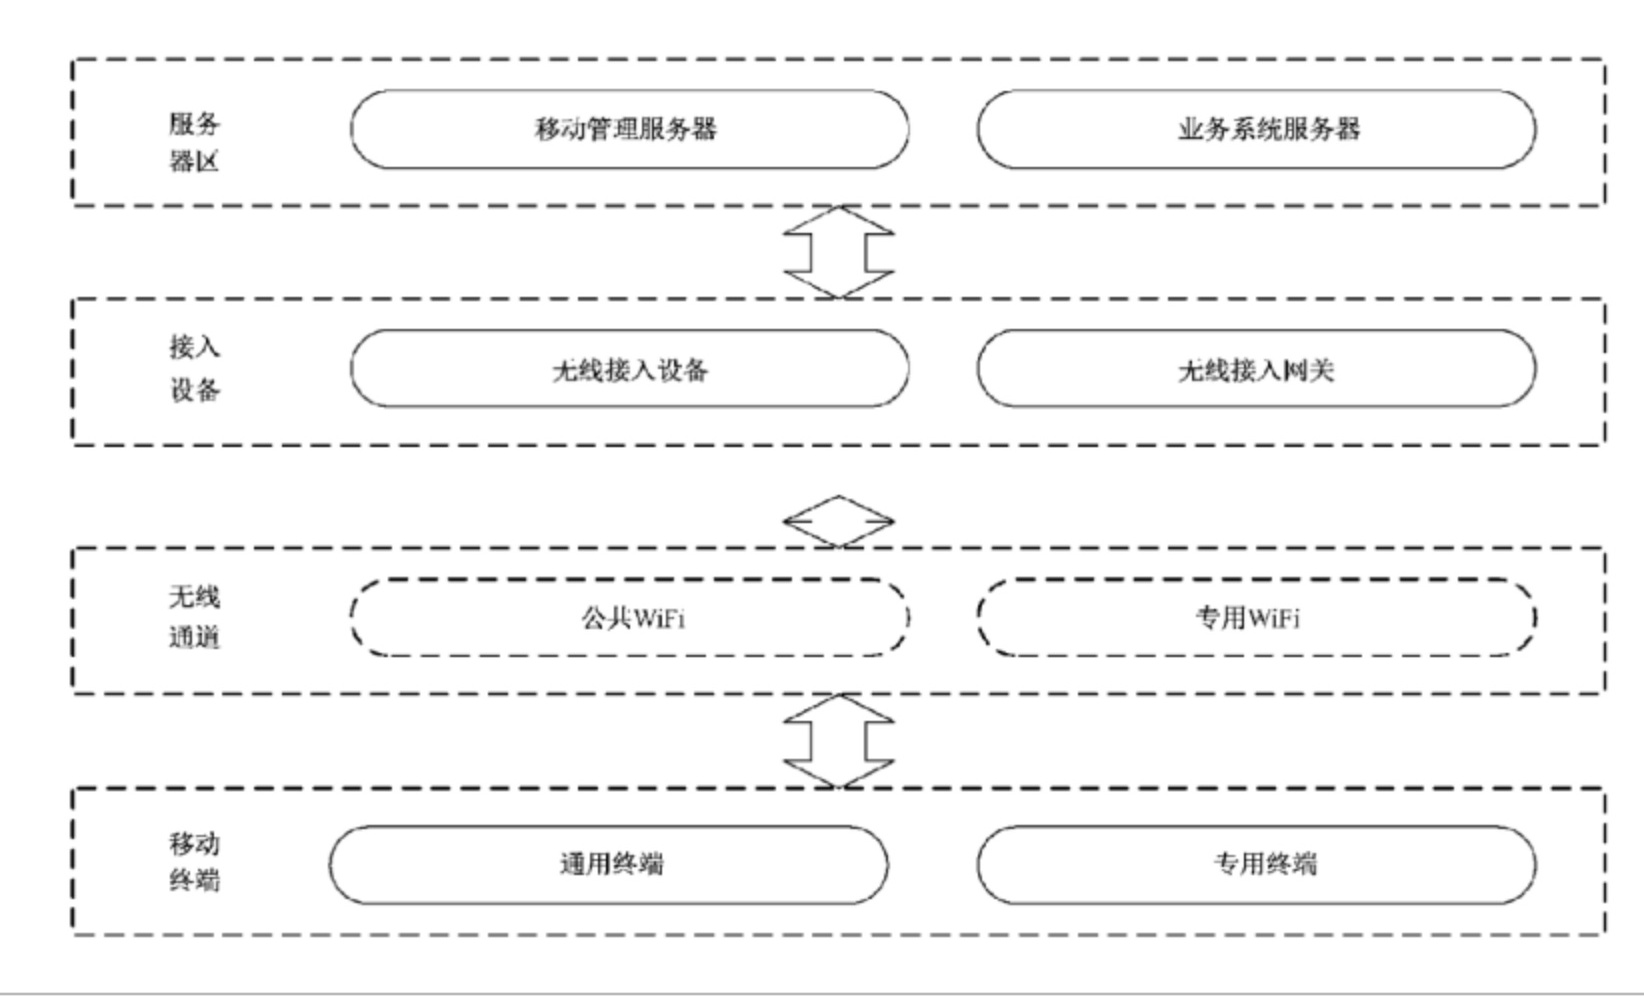 服务
器区
移动管理服务器
业务系统服务器
接入
设备
无线接入设备
无线接入网关
无线
通道
公共WiFi
专用WiFi
移动
终端
通用终端
专用终端